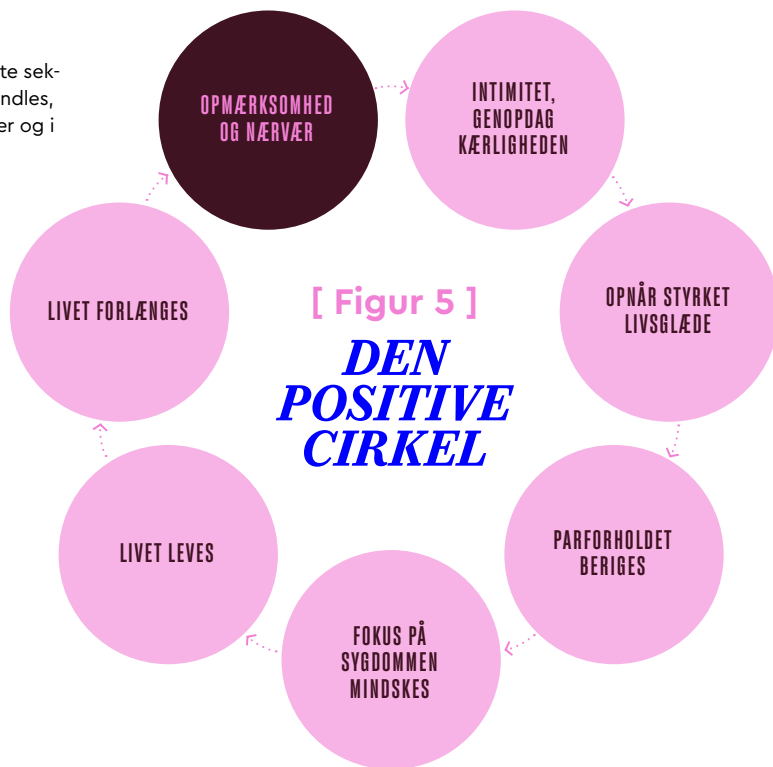 te sek-
ndles,
er og i
OPMÆRKSOMHED
OG NÆRVÆR
INTIMITET,
GENOPDAG
KÆRLIGHEDEN
OPNÅR STYRKET
LIVSGLÆDE
PARFORHOLDET
BERIGES
FOKUS PÅ
SYGDOMMEN
MINDSKES
LIVET LEVES
LIVET FORLÆNGES
[ Figur 5 ]
DEN
POSITIVE
CIRKEL